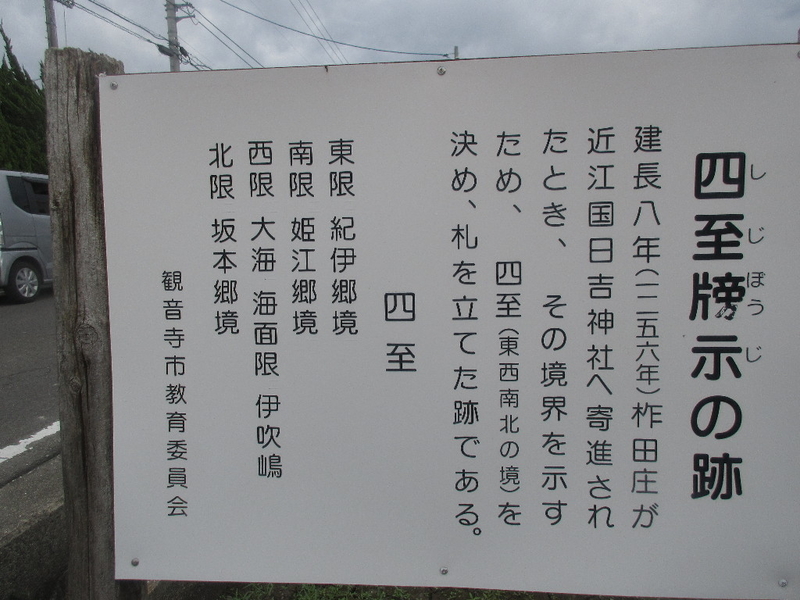 四至牓示の跡
しじぼうじ
建長八年(一二五六年)柞田庄が
近江国日吉神社へ寄進され
たとき、その境界を示す
ため、四至(東西南北の境)を
決め、札を立てた跡である。
四至
東限 紀伊郷境
南限 姫江郷境
西限 大海 海面限 伊吹嶋
北限 坂本郷境
観音寺市教育委員会